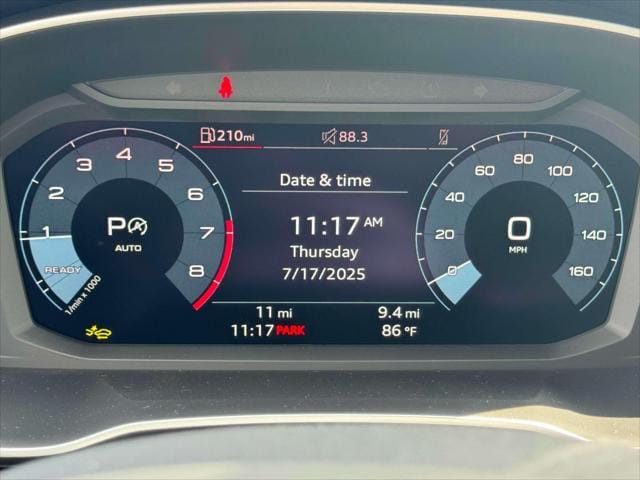 210mi 88.3
Date & time
11:17 AM
Thursday
7/17/2025
11 mi 9.4 mi
11:17 PARK 86 °F
1 2 3 4 5 6 7 8
P A
AUTO
READY
1/min x 1000
0 20 40 60 80 100 120 140 160
0
MPH